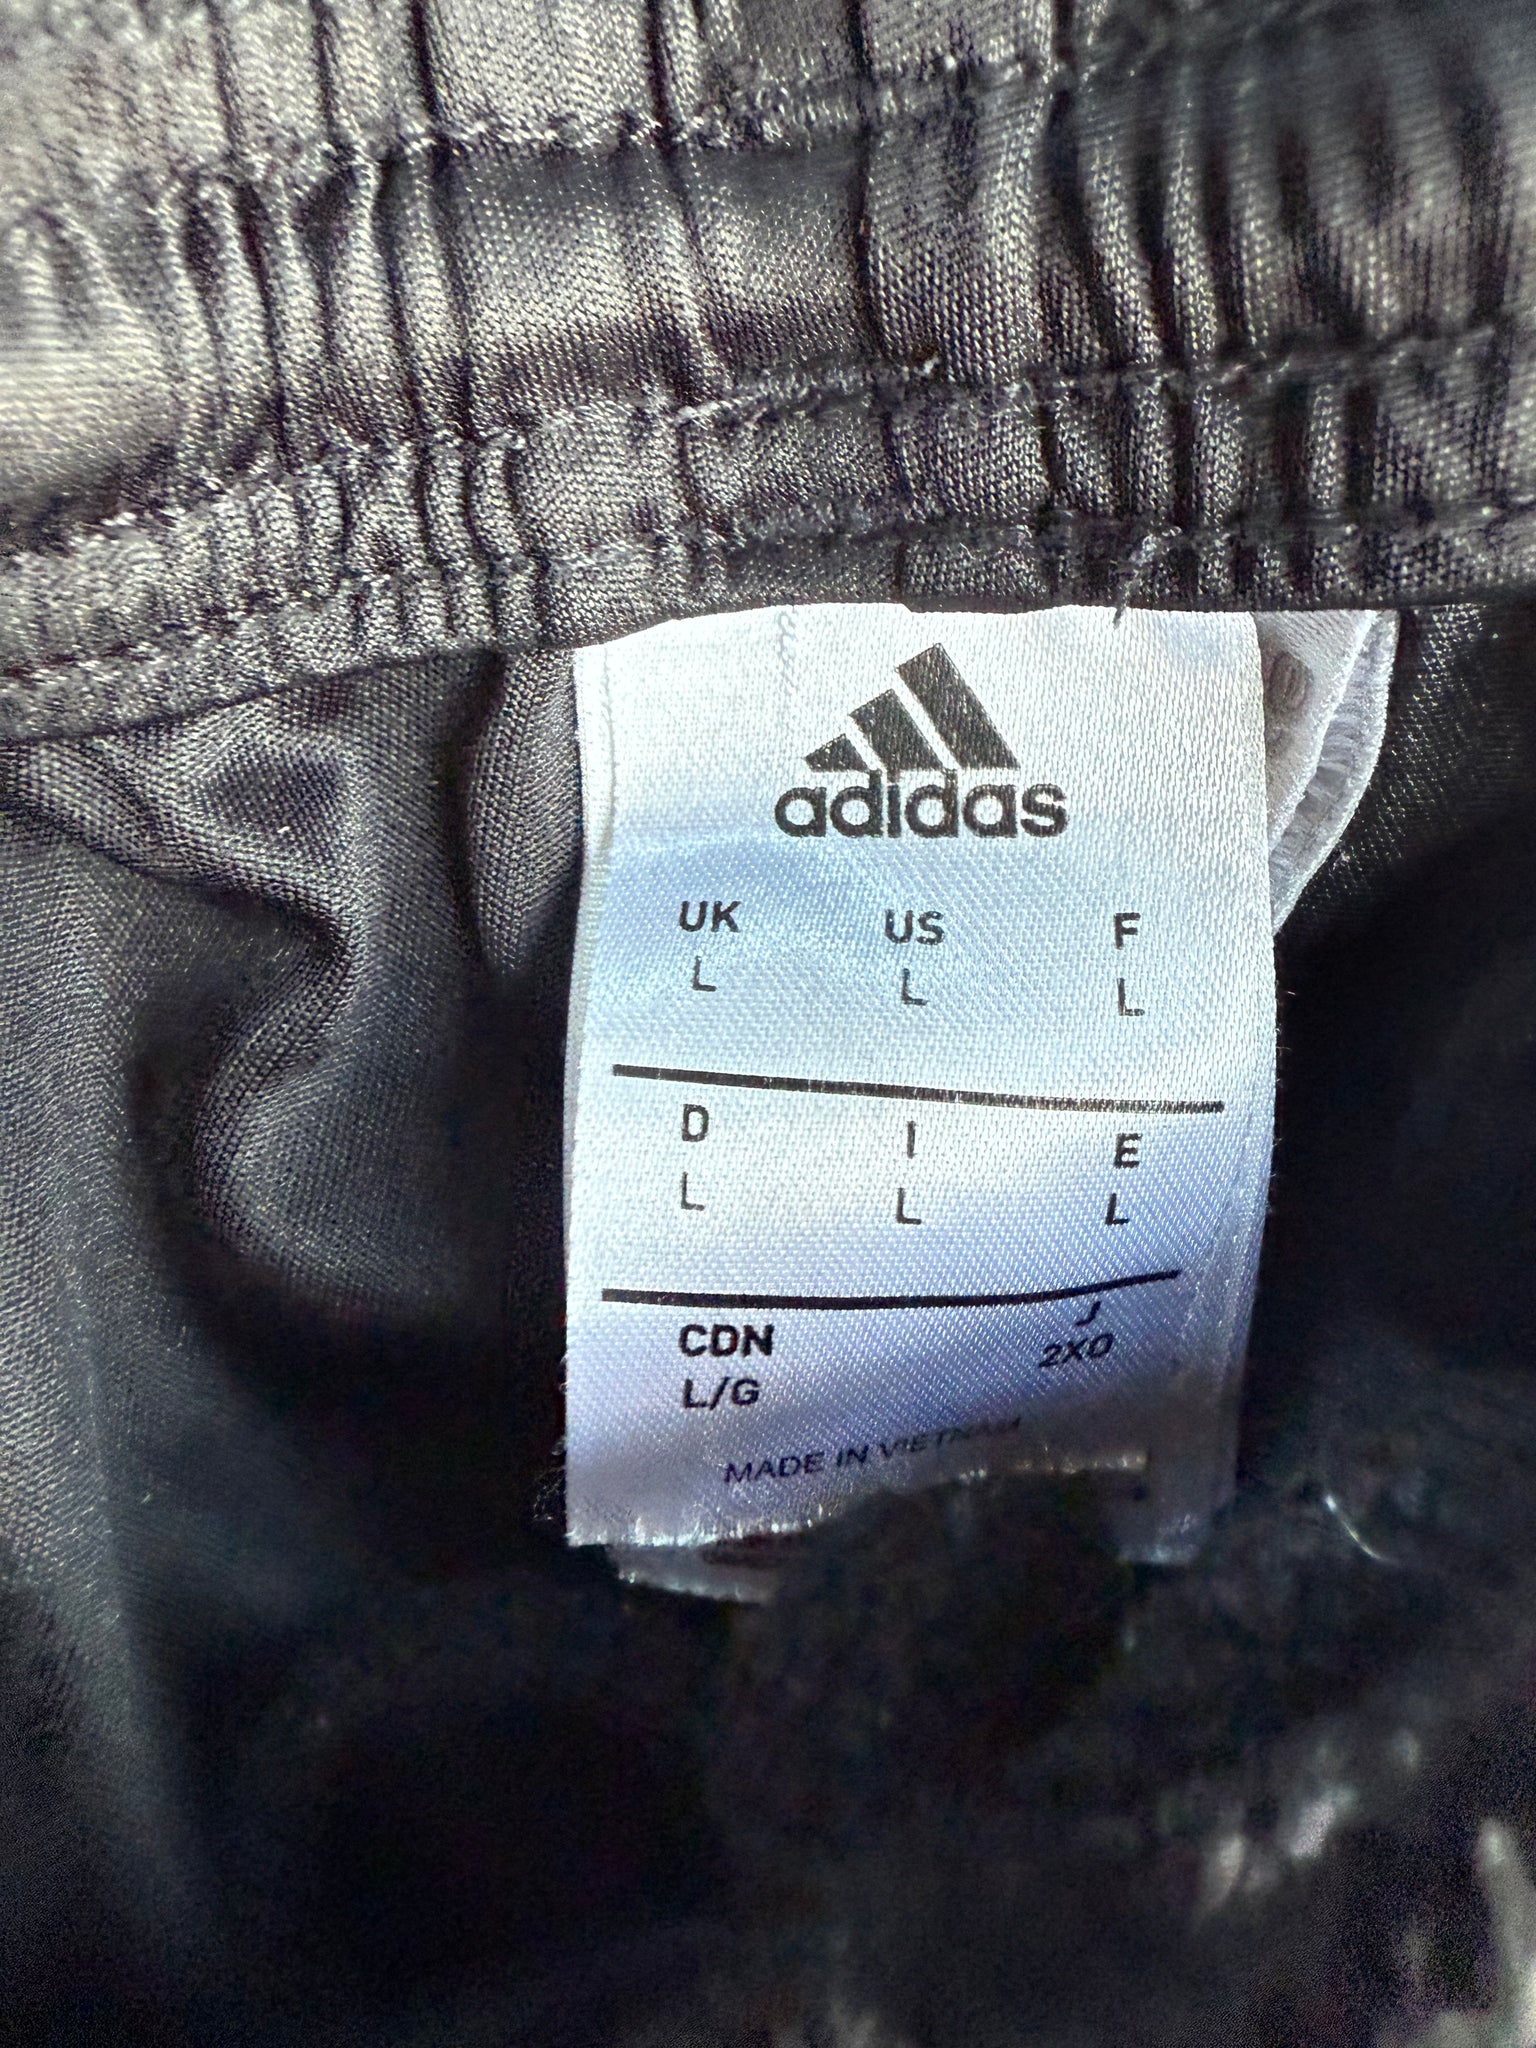 adidas
UK US F
L L L
D I E
L L L
CDN J
L/G 2XO
MADE IN VIETNAM